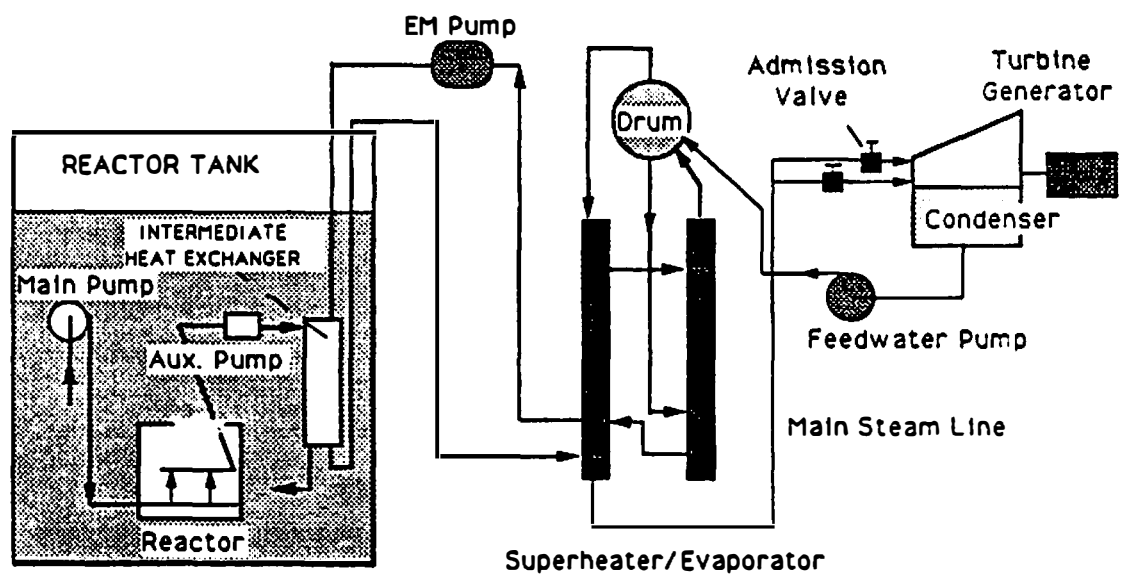 EM Pump
Admission
Valve
Turbine
Generator
Drum
REACTOR TANK
INTERMEDIATE
HEAT EXCHANGER
Main Pump
Aux. Pump
Condenser
Feedwater Pump
Main Steam Line
Reactor
Superheater/Evaporator